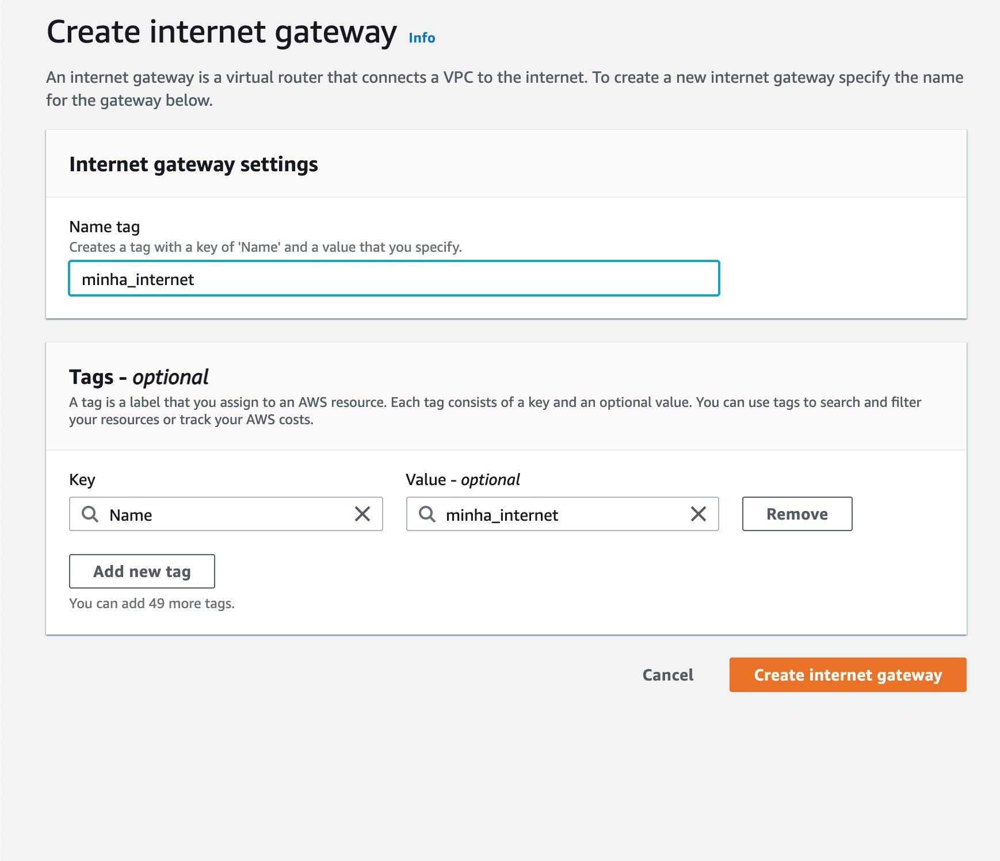 Create internet gateway Info
An internet gateway is a virtual router that connects a VPC to the internet. To create a new internet gateway specify the name
for the gateway below.
Internet gateway settings
Name tag
Creates a tag with a key of 'Name' and a value that you specify.
minha_internet
Tags - optional
A tag is a label that you assign to an AWS resource. Each tag consists of a key and an optional value. You can use tags to search and filter
your resources or track your AWS costs.
Key Value - optional
Name minha_internet Remove
Add new tag
You can add 49 more tags.
Cancel Create internet gateway